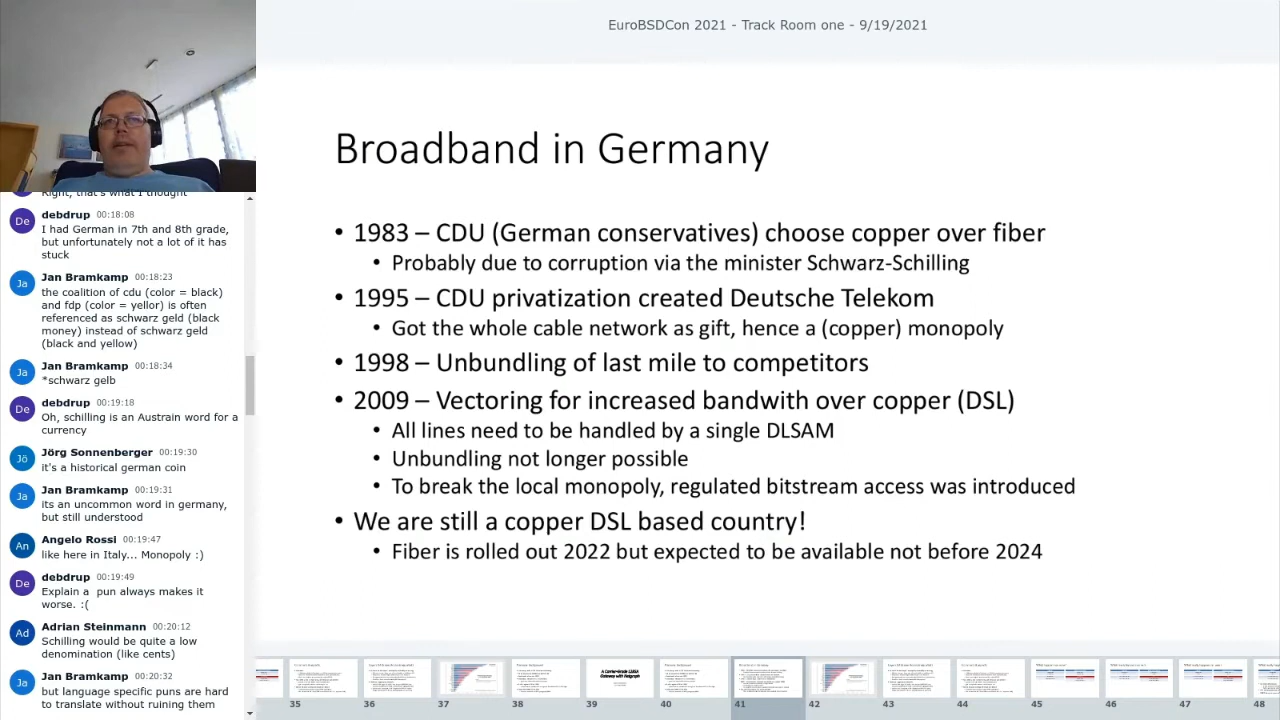 EuroBSDCon 2021 - Track Room one - 9/19/2021
Right, that's what I thought
debdrup 00:18:08
I had German in 7th and 8th grade,
but unfortunately not a lot of it has
stuck
Jan Bramkamp 00:18:23
the coalition of cdu (color = black)
and fdp (color = yellor) is often
referenced as schwarz geld (black
money) instead of schwarz geld
(black and yellow)
Jan Bramkamp 00:18:34
*schwarz gelb
debdrup 00:19:18
Oh, schilling is an Austrain word for a
currency
Jörg Sonnenberger 00:19:30
it's a historical german coin
Jan Bramkamp 00:19:31
its an uncommon word in germany,
but still understood
Angelo Rossi 00:19:47
like here in Italy... Monopoly :)
debdrup 00:19:49
Explain a pun always makes it
worse. :(
Adrian Steinmann 00:20:12
Schilling would be quite a low
denomination (like cents)
Jan Bramkamp 00:20:32
but language specific puns are hard
to translate without ruining them
De
Ja
Ja
De
Jö
Ja
An
De
Ad
Ja
Broadband in Germany
• 1983 – CDU (German conservatives) choose copper over fiber
• Probably due to corruption via the minister Schwarz-Schilling
• 1995 – CDU privatization created Deutsche Telekom
• Got the whole cable network as gift, hence a (copper) monopoly
• 1998 – Unbundling of last mile to competitors
• 2009 – Vectoring for increased bandwith over copper (DSL)
• All lines need to be handled by a single DLSAM
• Unbundling not longer possible
• To break the local monopoly, regulated bitstream access was introduced
• We are still a copper DSL based country!
• Fiber is rolled out 2022 but expected to be available not before 2024
36 37 38 39 40 41 42 43 44 45 46 47 48